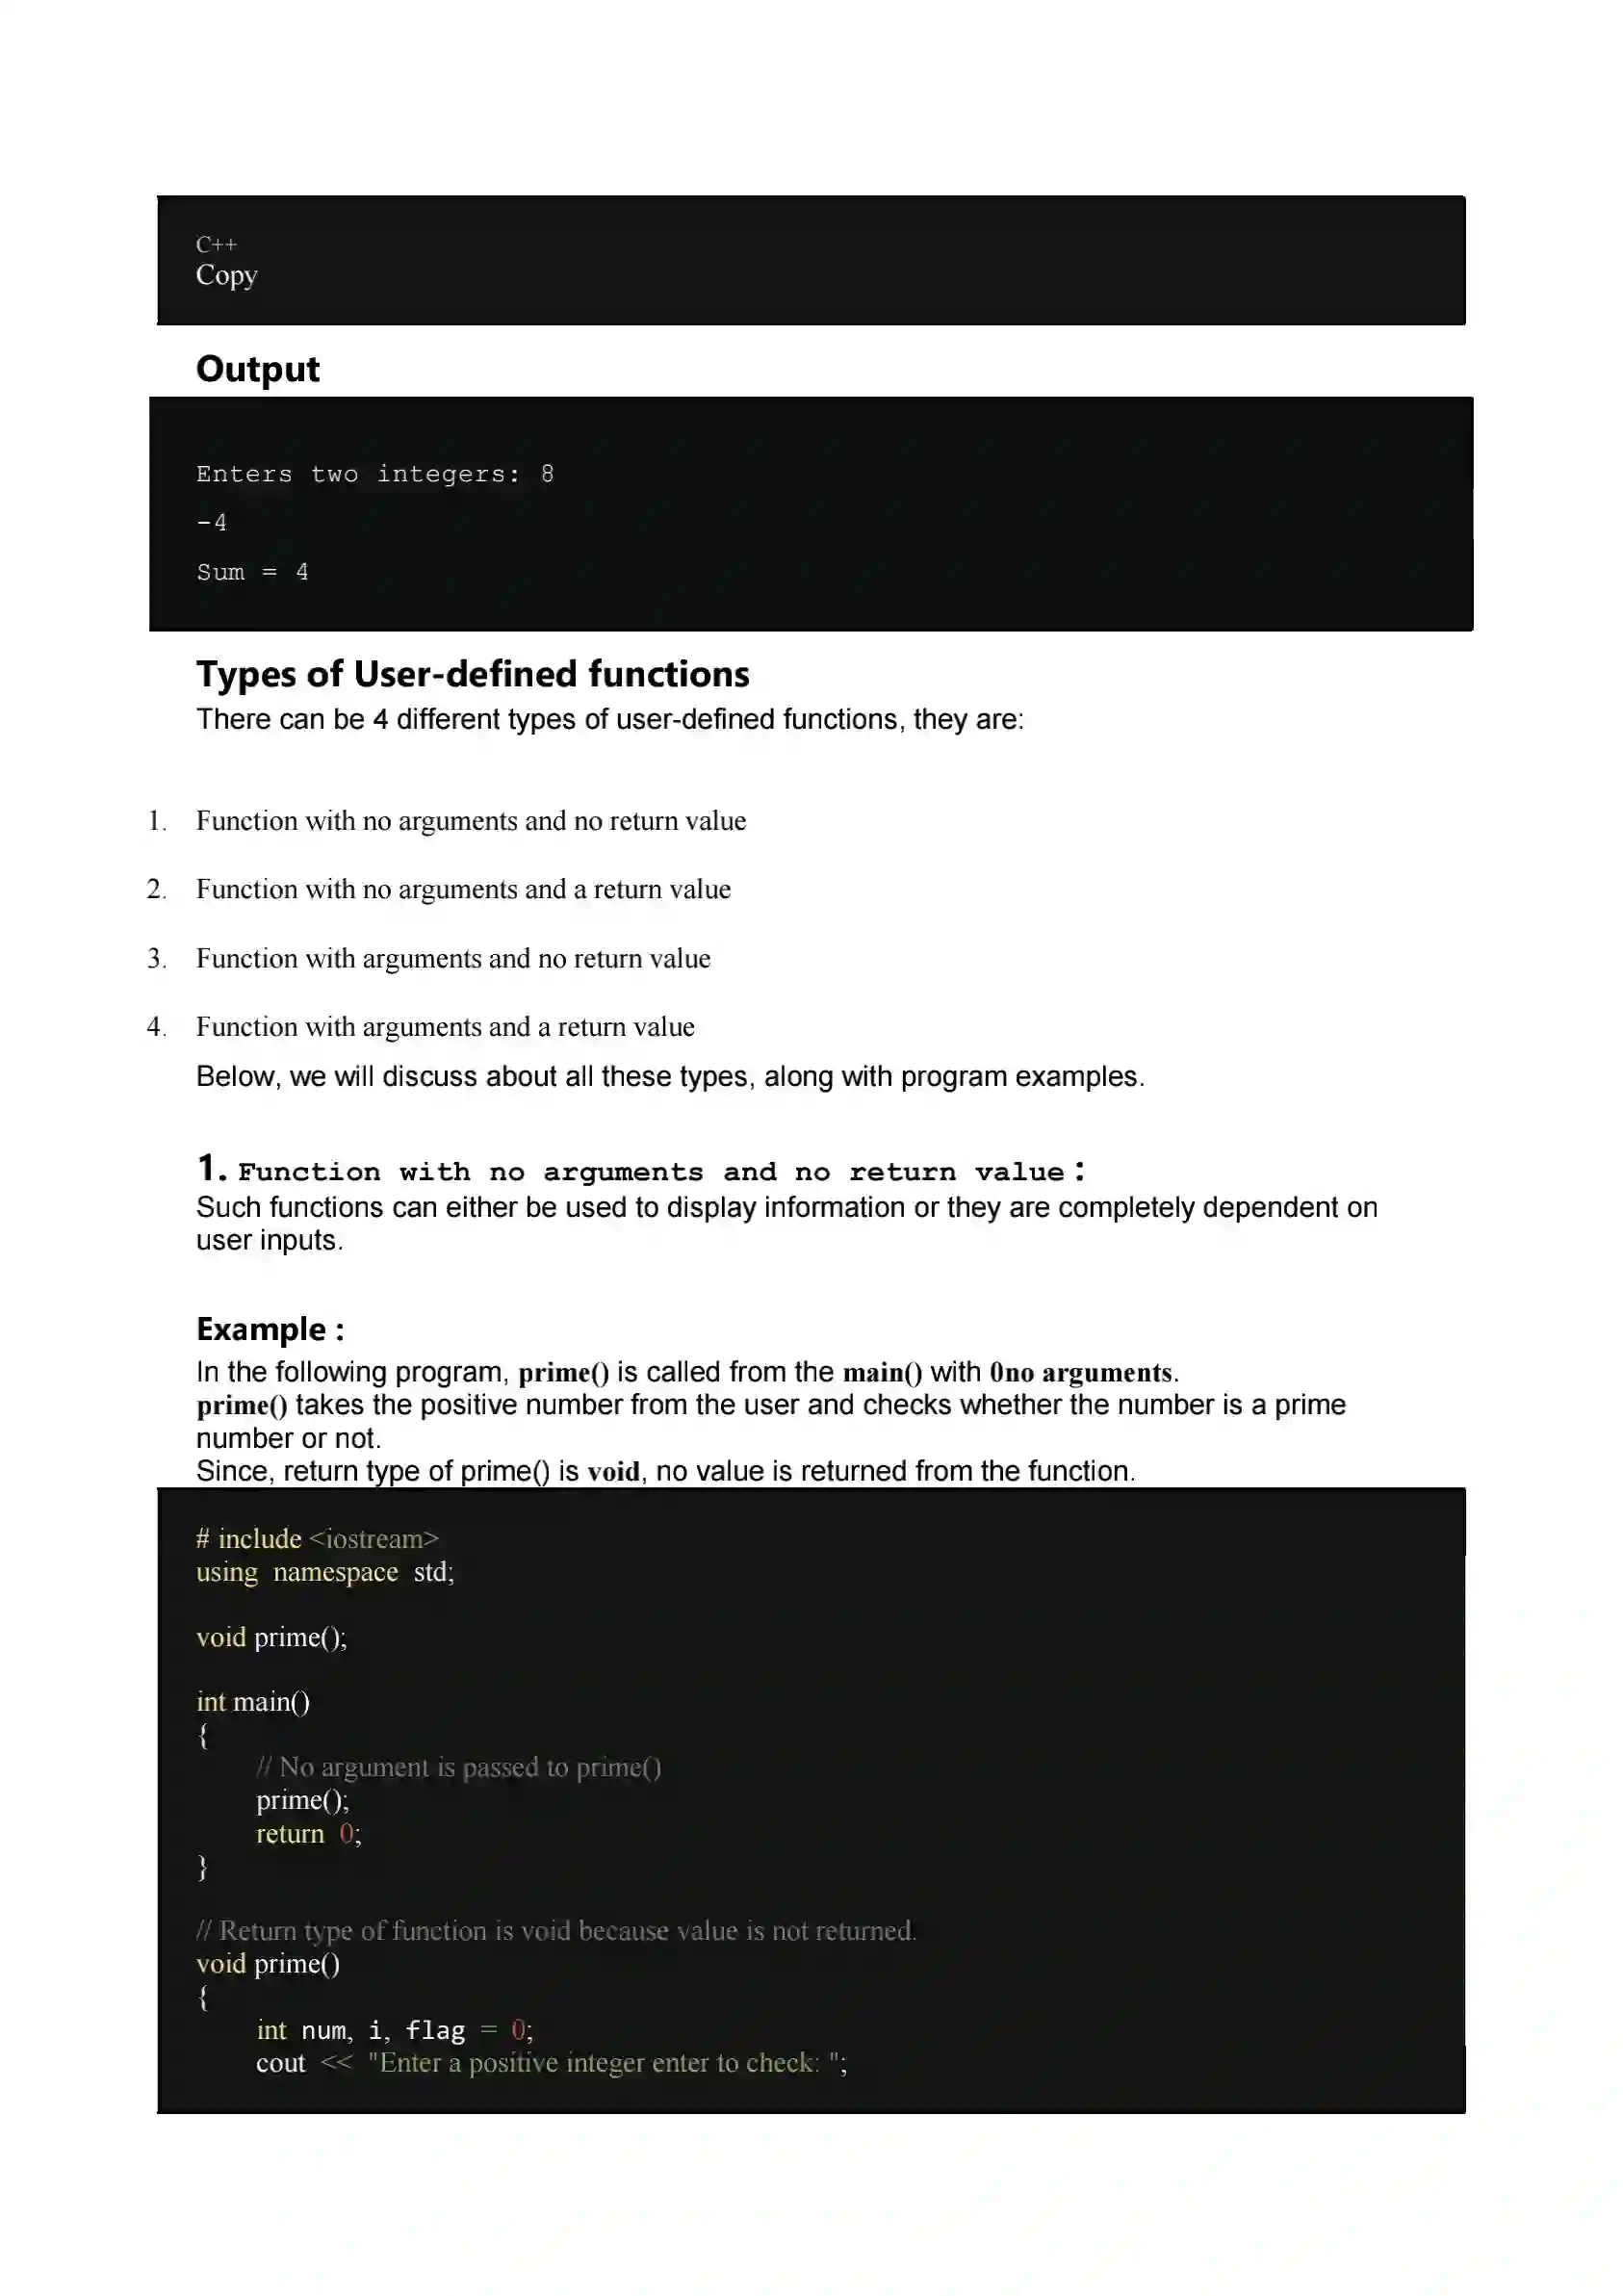 C++
Copy
Output
Enters two integers: 8
-4
Sum = 4
Types of User-defined functions
There can be 4 different types of user-defined functions, they are:
1. Function with no arguments and no return value
2. Function with no arguments and a return value
3. Function with arguments and no return value
4. Function with arguments and a return value
Below, we will discuss about all these types, along with program examples.
1. Function with no arguments and no return value :
Such functions can either be used to display information or they are completely dependent on
user inputs.
Example :
In the following program, prime() is called from the main() with 0no arguments.
prime() takes the positive number from the user and checks whether the number is a prime
number or not.
Since, return type of prime() is void, no value is returned from the function.
# include <iostream>
using namespace std;
void prime();
int main()
{
// No argument is passed to prime()
prime();
return 0;
}
// Return type of function is void because value is not returned.
void prime()
{
int num, i, flag = 0;
cout << "Enter a positive integer enter to check: ";